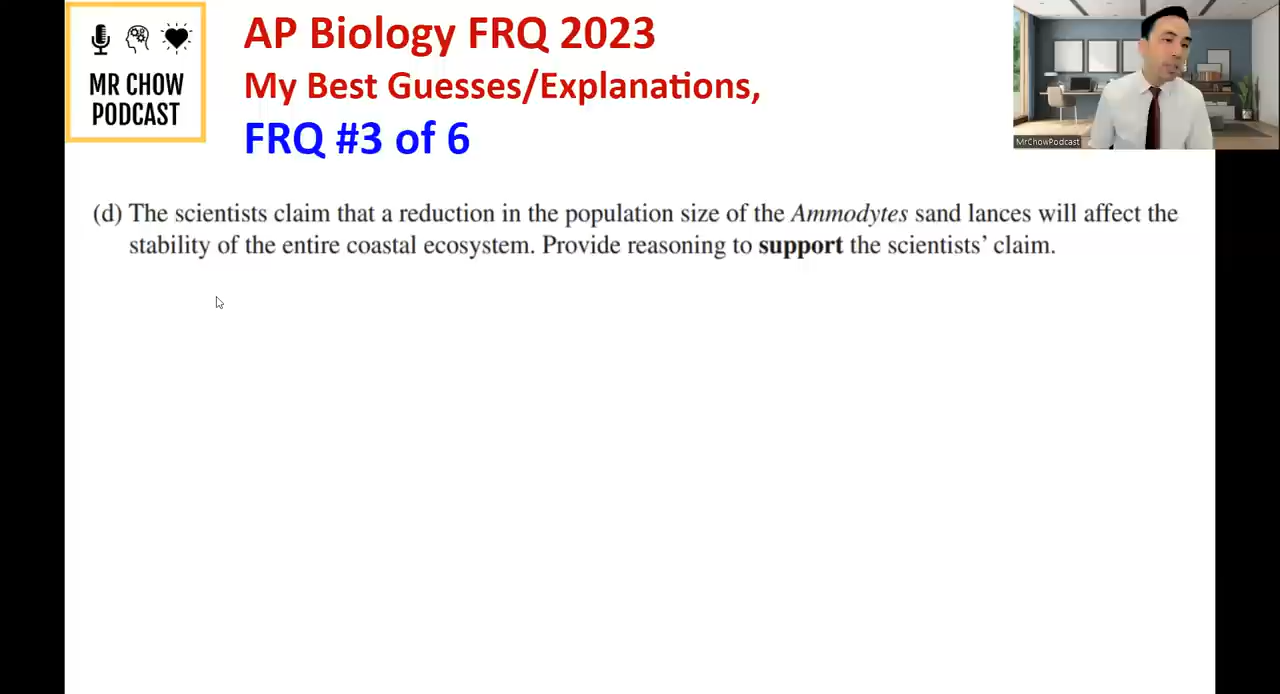 MR CHOW
PODCAST
AP Biology FRQ 2023
My Best Guesses/Explanations,
FRQ #3 of 6
MrChowPodcast
(d) The scientists claim that a reduction in the population size of the Ammodytes sand lances will affect the
stability of the entire coastal ecosystem. Provide reasoning to support the scientists’ claim.